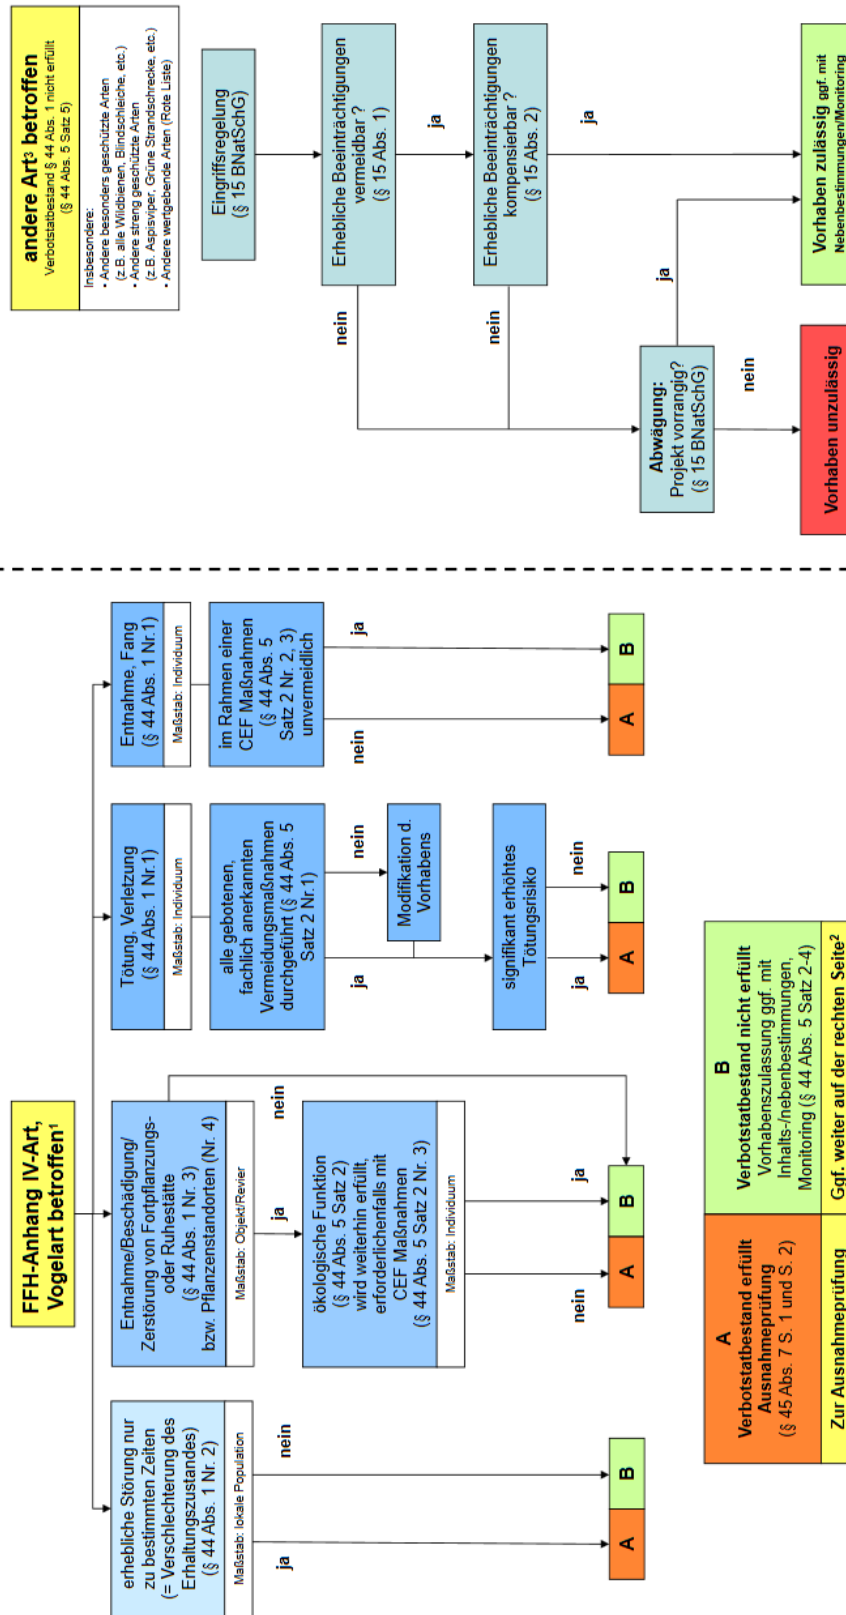 FFH-Anhang IV-Art,
Vogelart betroffen¹
erhebliche Störung nur
zu bestimmten Zeiten
(= Verschlechterung des
Erhaltungszustandes)
(§ 44 Abs. 1 Nr. 2)
Maßstab: lokale Population
ja
nein
A
B
Entnahme/Beschädigung/
Zerstörung von Fortpflanzungs-
oder Ruhestätte
(§ 44 Abs. 1 Nr. 3)
bzw. Pflanzenstandorten (Nr. 4)
Maßstab: Objekt/Revier
ja
nein
ökologische Funktion
(§ 44 Abs. 5 Satz 2)
wird weiterhin erfüllt,
erforderlichenfalls mit
CEF Maßnahmen
(§ 44 Abs. 5 Satz 2 Nr. 3)
Maßstab: Individuum
nein
ja
A
B
Tötung, Verletzung
(§ 44 Abs. 1 Nr.1)
Maßstab: Individuum
alle gebotenen,
fachlich anerkannten
Vermeidungsmaßnahmen
durchgeführt (§ 44 Abs. 5
Satz 2 Nr.1)
ja
nein
Modifikation d.
Vorhabens
signifikant erhöhtes
Tötungsrisiko
ja
nein
A
B
Entnahme, Fang
(§ 44 Abs. 1 Nr.1)
Maßstab: Individuum
im Rahmen einer
CEF Maßnahmen
(§ 44 Abs. 5
Satz 2 Nr. 2, 3)
unvermeidlich
nein
ja
A
B
A
Verbotstatbestand erfüllt
Ausnahmeprüfung
(§ 45 Abs. 7 S. 1 und S. 2)
Zur Ausnahmeprüfung
B
Verbotstatbestand nicht erfüllt
Vorhabenszulassung ggf. mit
Inhalts-/nebenbestimmungen,
Monitoring (§ 44 Abs. 5 Satz 2-4)
Ggf. weiter auf der rechten Seite²
andere Art³ betroffen
Verbotstatbestand § 44 Abs. 1 nicht erfüllt
(§ 44 Abs. 5 Satz 5)
Insbesondere:
• Andere besonders geschützte Arten
(z.B. alle Wildbienen, Blindschleiche, etc.)
• Andere streng geschützte Arten
(z.B. Aspisviper, Grüne Strandschrecke, etc.)
• Andere wertgebende Arten (Rote Liste)
Eingriffsregelung
(§ 15 BNatSchG)
Erhebliche Beeinträchtigungen
vermeidbar ?
(§ 15 Abs. 1)
nein
ja
Erhebliche Beeinträchtigungen
kompensierbar ?
(§ 15 Abs. 2)
nein
ja
Abwägung:
Projekt vorrangig?
(§ 15 BNatSchG)
ja
nein
Vorhaben unzulässig
Vorhaben zulässig ggf. mit
Nebenbestimmungen/Monitoring